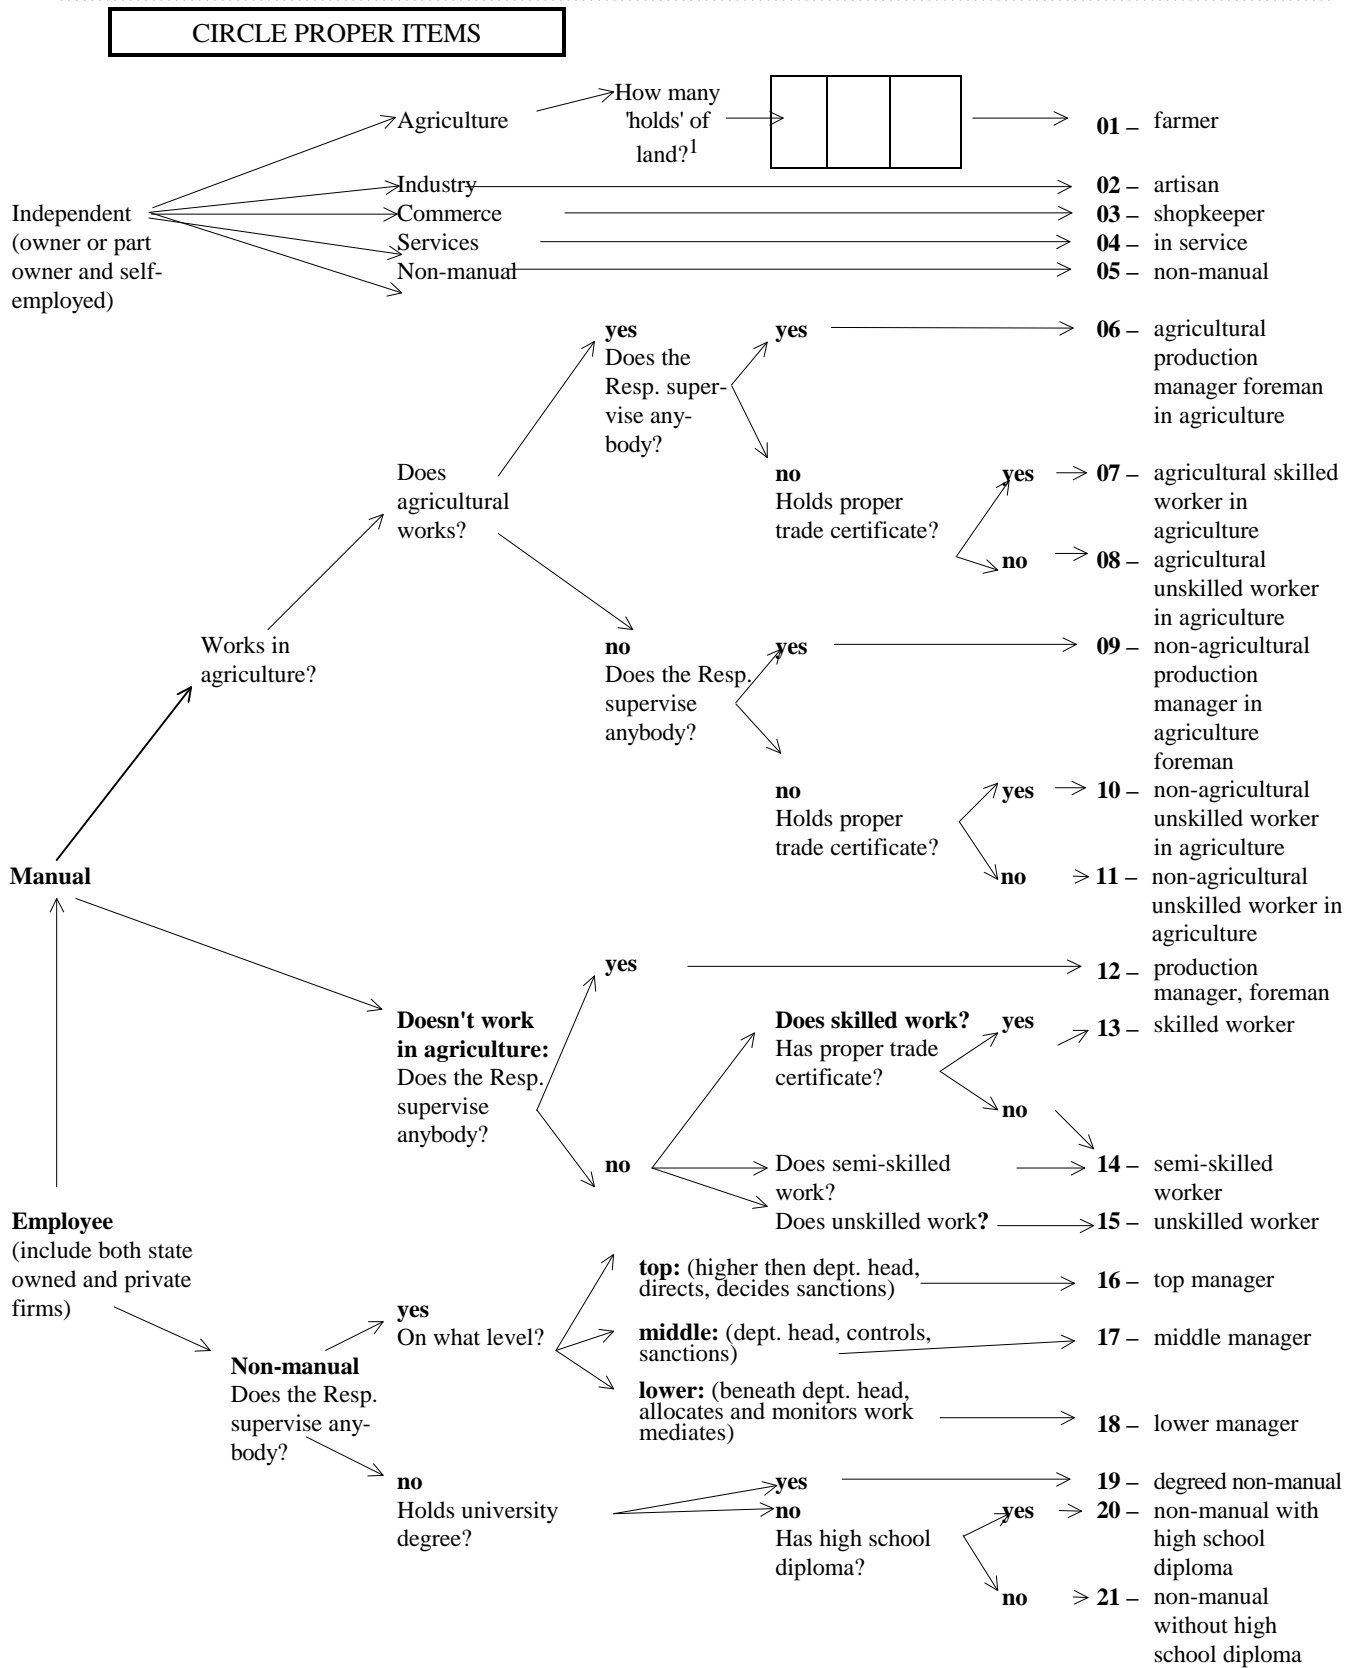 CIRCLE PROPER ITEMS
Agriculture
How many
'holds' of
land?1
01 – farmer
Independent
(owner or part
owner and self-
employed)
Industry
02 – artisan
Commerce
03 – shopkeeper
Services
04 – in service
Non-manual
05 – non-manual
Manual
Works in
agriculture?
Does
agricultural
works?
yes
Does the
Resp. super-
vise any-
body?
yes
06 – agricultural
production
manager foreman
in agriculture
no
Holds proper
trade certificate?
yes
07 – agricultural skilled
worker in
agriculture
no
08 – agricultural
unskilled worker
in agriculture
no
Does the Resp.
supervise
anybody?
yes
09 – non-agricultural
production
manager in
agriculture
foreman
no
Holds proper
trade certificate?
yes
10 – non-agricultural
unskilled worker
in agriculture
no
11 – non-agricultural
unskilled worker in
agriculture
Doesn't work
in agriculture:
Does the Resp.
supervise
anybody?
yes
12 – production
manager, foreman
no
Does skilled work?
Has proper trade
certificate?
yes
13 – skilled worker
no
Does semi-skilled
work?
14 – semi-skilled
worker
Does unskilled work?
15 – unskilled worker
Employee
(include both state
owned and private
firms)
Non-manual
Does the Resp.
supervise any-
body?
yes
On what level?
top: (higher then dept. head,
directs, decides sanctions)
16 – top manager
middle: (dept. head, controls,
sanctions)
17 – middle manager
lower: (beneath dept. head,
allocates and monitors work
mediates)
18 – lower manager
no
Holds university
degree?
yes
19 – degreed non-manual
no
Has high school
diploma?
yes
20 – non-manual with
high school
diploma
no
21 – non-manual
without high
school diploma